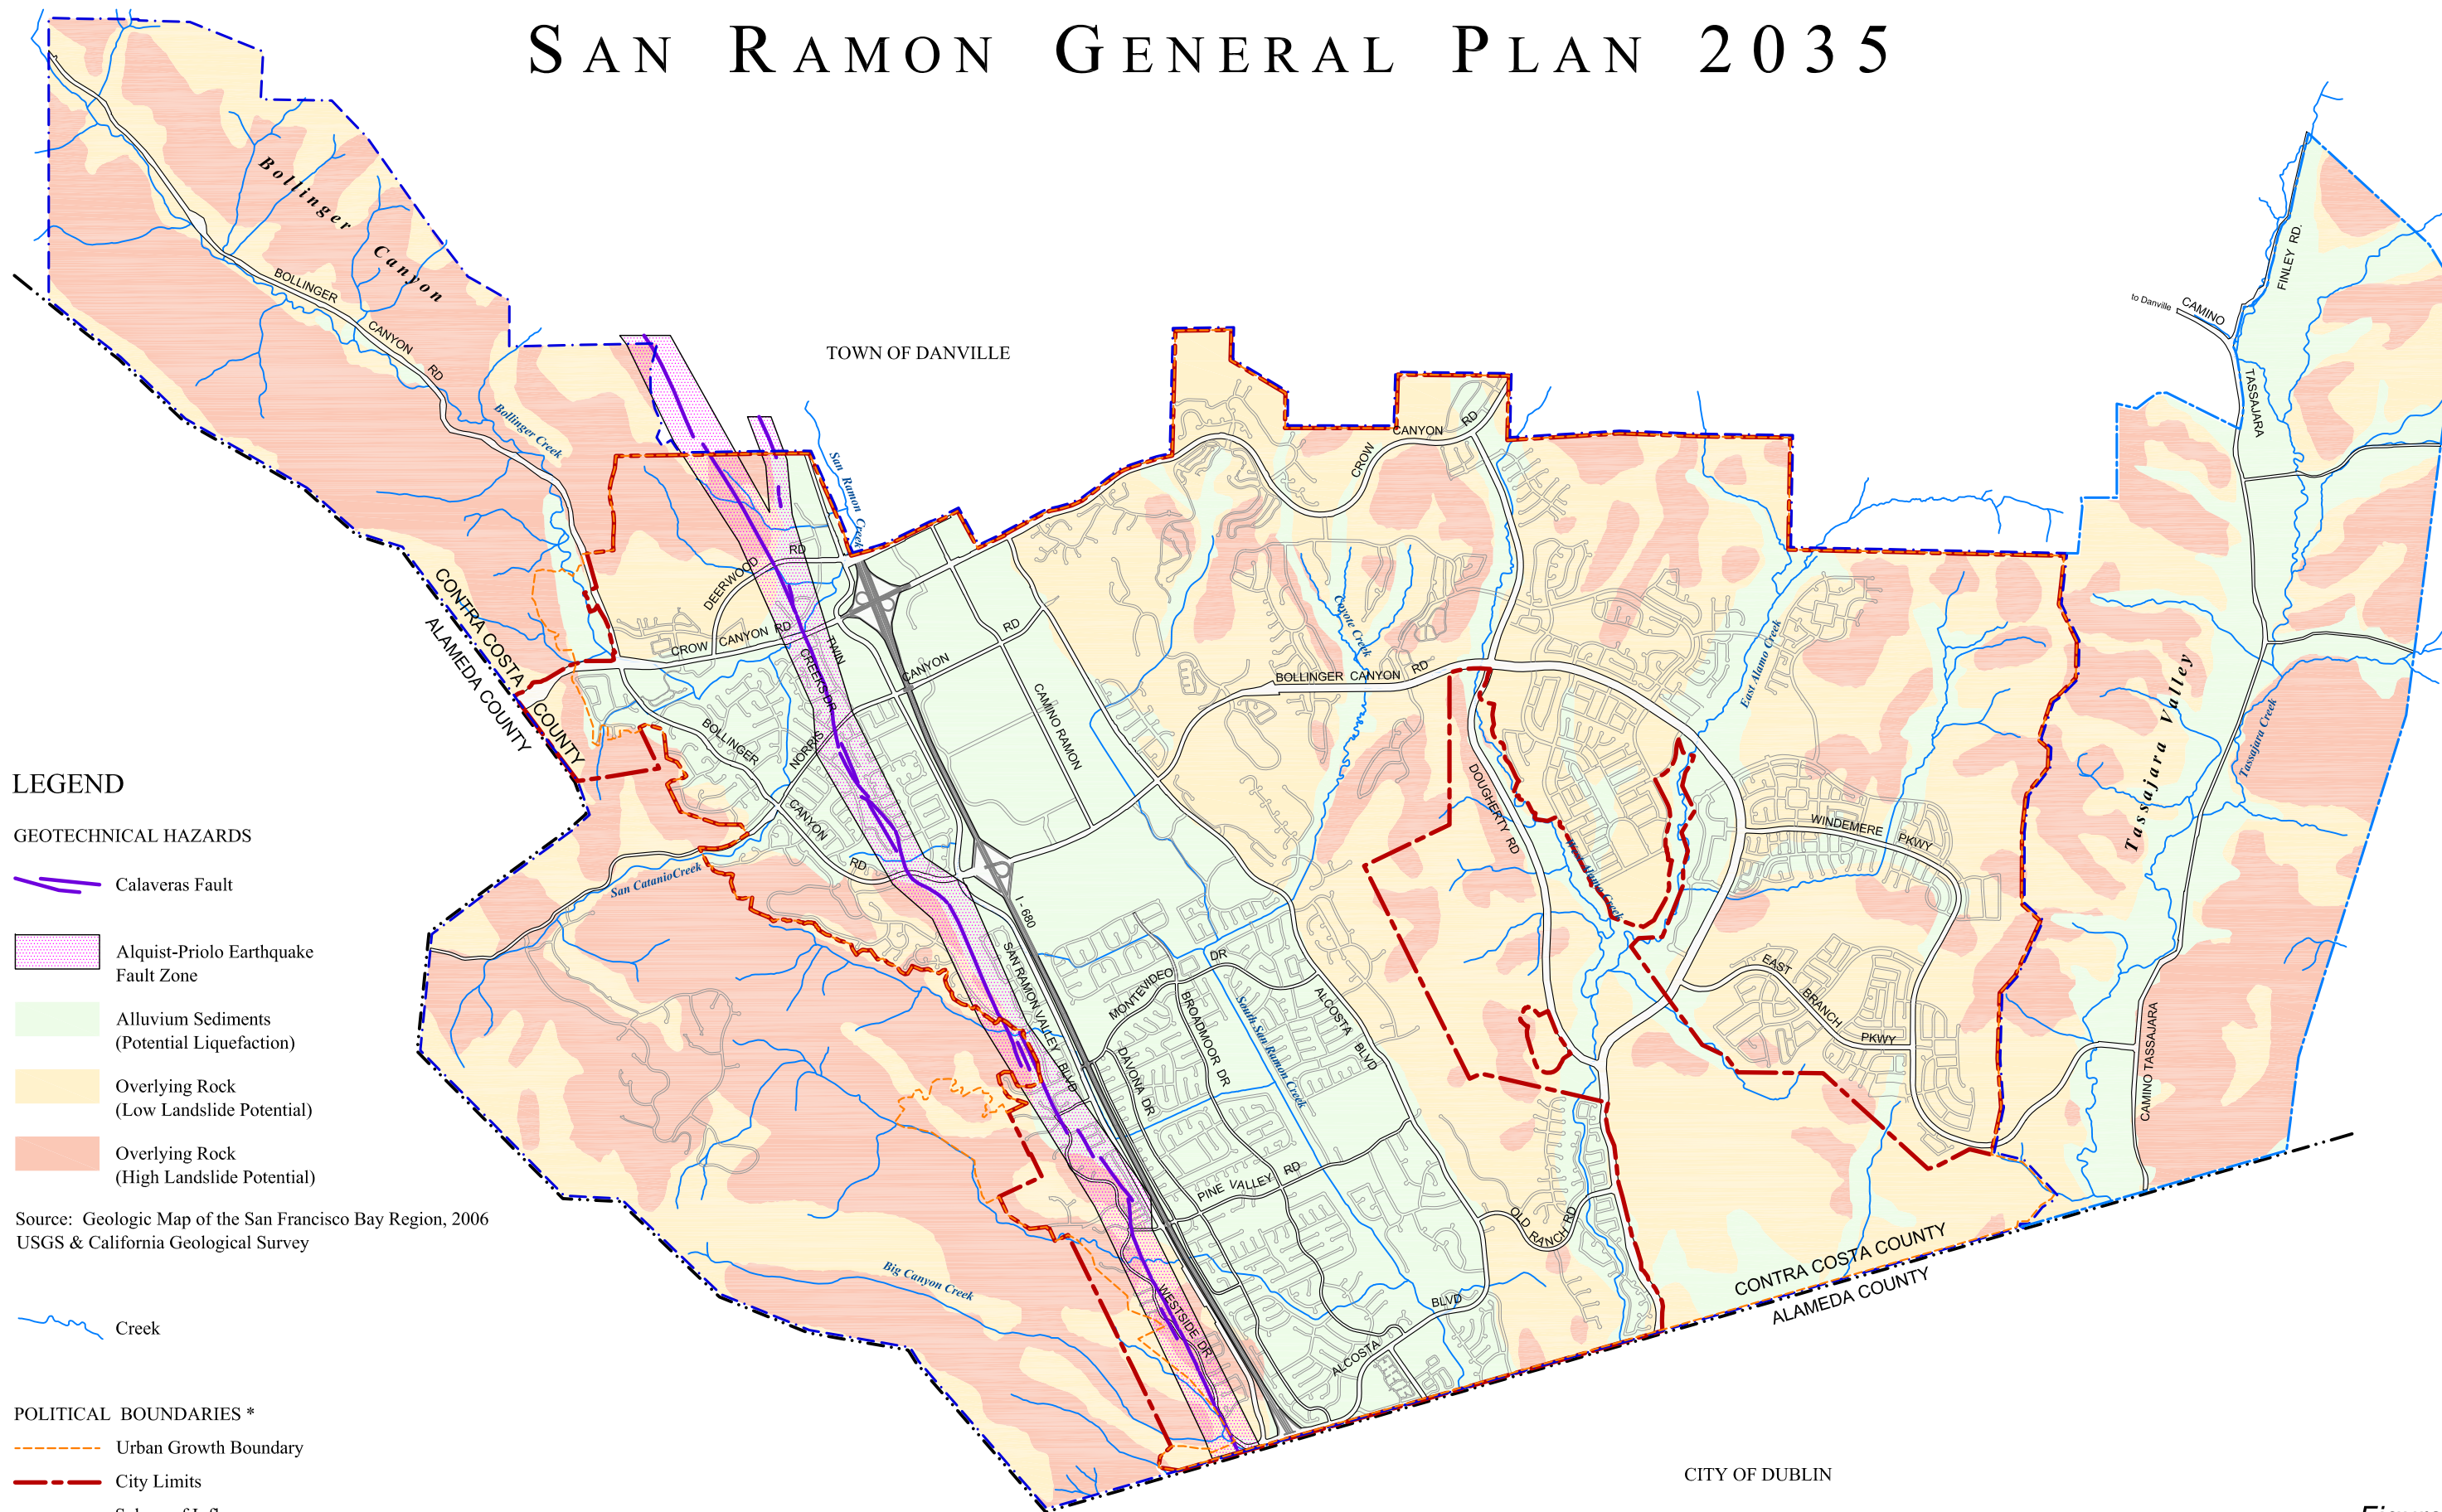 SAN RAMON GENERAL PLAN 2035
Bollinger Canyon
BOLLINGER
CANYON
RD
Bollinger Creek
TOWN OF DANVILLE
San Ramon Creek
CROW
CANYON
RD
to Danville
CAMINO
FINLEY RD.
TASSAJARA
CONTRA COSTA COUNTY
ALAMEDA COUNTY
DEERWOOD
RD
CROW CANYON RD
TWIN
CREEKS DR
CANYON
RD
CAMINO RAMON
BOLLINGER
NORRIS
CANYON
RD
Coyote Creek
BOLLINGER CANYON RD
East Alamo Creek
DOUGHERTY RD
West Alamo Creek
WINDEMERE PKWY
Tassajara Valley
Tassajara Creek
San CatanioCreek
I - 680
SAN RAMON VALLEY BLVD
MONTEVIDEO
DR
BROADMOOR DR
DAVONA DR
South San Ramon Creek
ALCOSTA
BLVD
EAST
BRANCH
PKWY
CAMINO TASSAJARA
PINE VALLEY RD
OLD RANCH RD
Big Canyon Creek
WESTSIDE DR
ALCOSTA
BLVD
CONTRA COSTA COUNTY
ALAMEDA COUNTY
CITY OF DUBLIN
LEGEND
GEOTECHNICAL HAZARDS
Calaveras Fault
Alquist-Priolo Earthquake
Fault Zone
Alluvium Sediments
(Potential Liquefaction)
Overlying Rock
(Low Landslide Potential)
Overlying Rock
(High Landslide Potential)
Source: Geologic Map of the San Francisco Bay Region, 2006
USGS & California Geological Survey
Creek
POLITICAL BOUNDARIES *
Urban Growth Boundary
City Limits